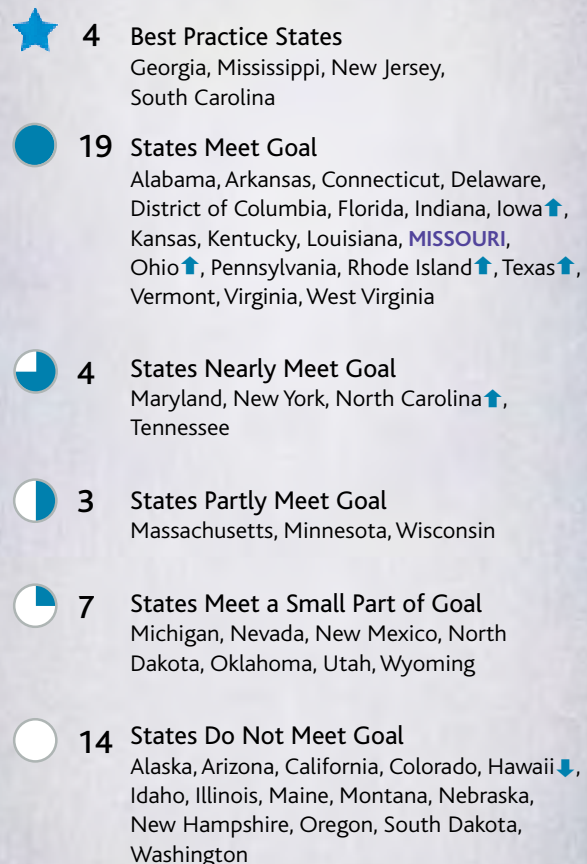 4 Best Practice States
Georgia, Mississippi, New Jersey,
South Carolina
19 States Meet Goal
Alabama, Arkansas, Connecticut, Delaware,
District of Columbia, Florida, Indiana, Iowa⬆,
Kansas, Kentucky, Louisiana, MISSOURI,
Ohio⬆, Pennsylvania, Rhode Island⬆, Texas⬆,
Vermont, Virginia, West Virginia
4 States Nearly Meet Goal
Maryland, New York, North Carolina⬆,
Tennessee
3 States Partly Meet Goal
Massachusetts, Minnesota, Wisconsin
7 States Meet a Small Part of Goal
Michigan, Nevada, New Mexico, North
Dakota, Oklahoma, Utah, Wyoming
14 States Do Not Meet Goal
Alaska, Arizona, California, Colorado, Hawaii⬇,
Idaho, Illinois, Maine, Montana, Nebraska,
New Hampshire, Oregon, South Dakota,
Washington